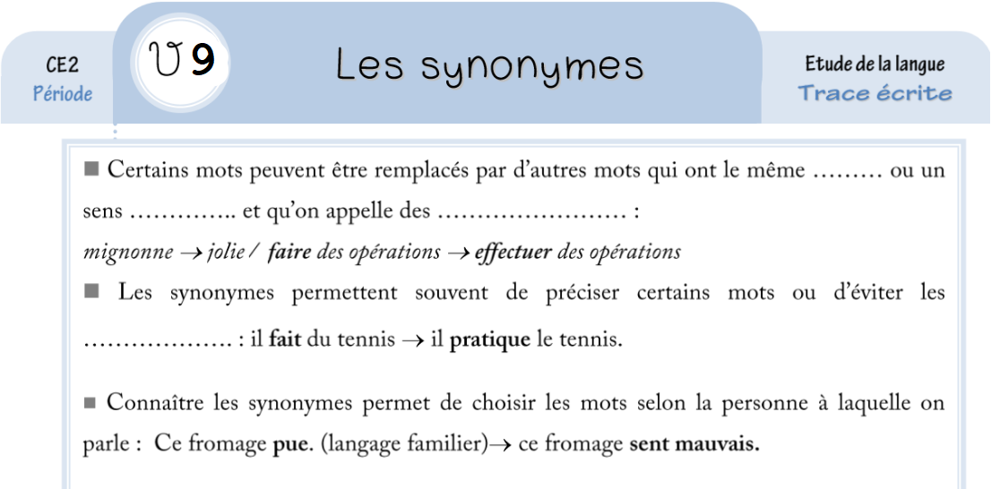 CE2
Période
V 9
Les synonymes
Etude de la langue
Trace écrite
■ Certains mots peuvent être remplacés par d'autres mots qui ont le même ......... ou un
sens .............. et qu'on appelle des ........................ :
mignonne → jolie / faire des opérations → effectuer des opérations
■ Les synonymes permettent souvent de préciser certains mots ou d'éviter les
................... : il fait du tennis → il pratique le tennis.
■ Connaître les synonymes permet de choisir les mots selon la personne à laquelle on
parle : Ce fromage pue. (langage familier)→ ce fromage sent mauvais.